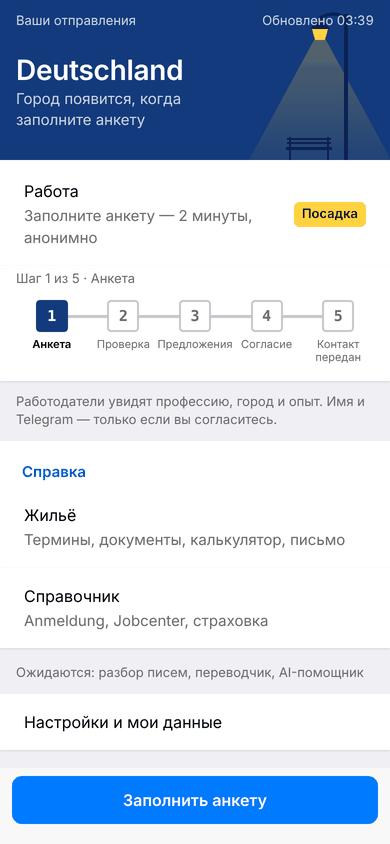 Ваши отправления
Обновлено 03:39
Deutschland
Город появится, когда
заполните анкету
Работа
Заполните анкету — 2 минуты,
анонимно
Посадка
Шаг 1 из 5 · Анкета
1 2 3 4 5
Анкета Проверка Предложения Согласие Контакт
передан
Работодатели увидят профессию, город и опыт. Имя и
Telegram — только если вы согласитесь.
Справка
Жильё
Термины, документы, калькулятор, письмо
Справочник
Anmeldung, Jobcenter, страховка
Ожидаются: разбор писем, переводчик, AI-помощник
Настройки и мои данные
Заполнить анкету